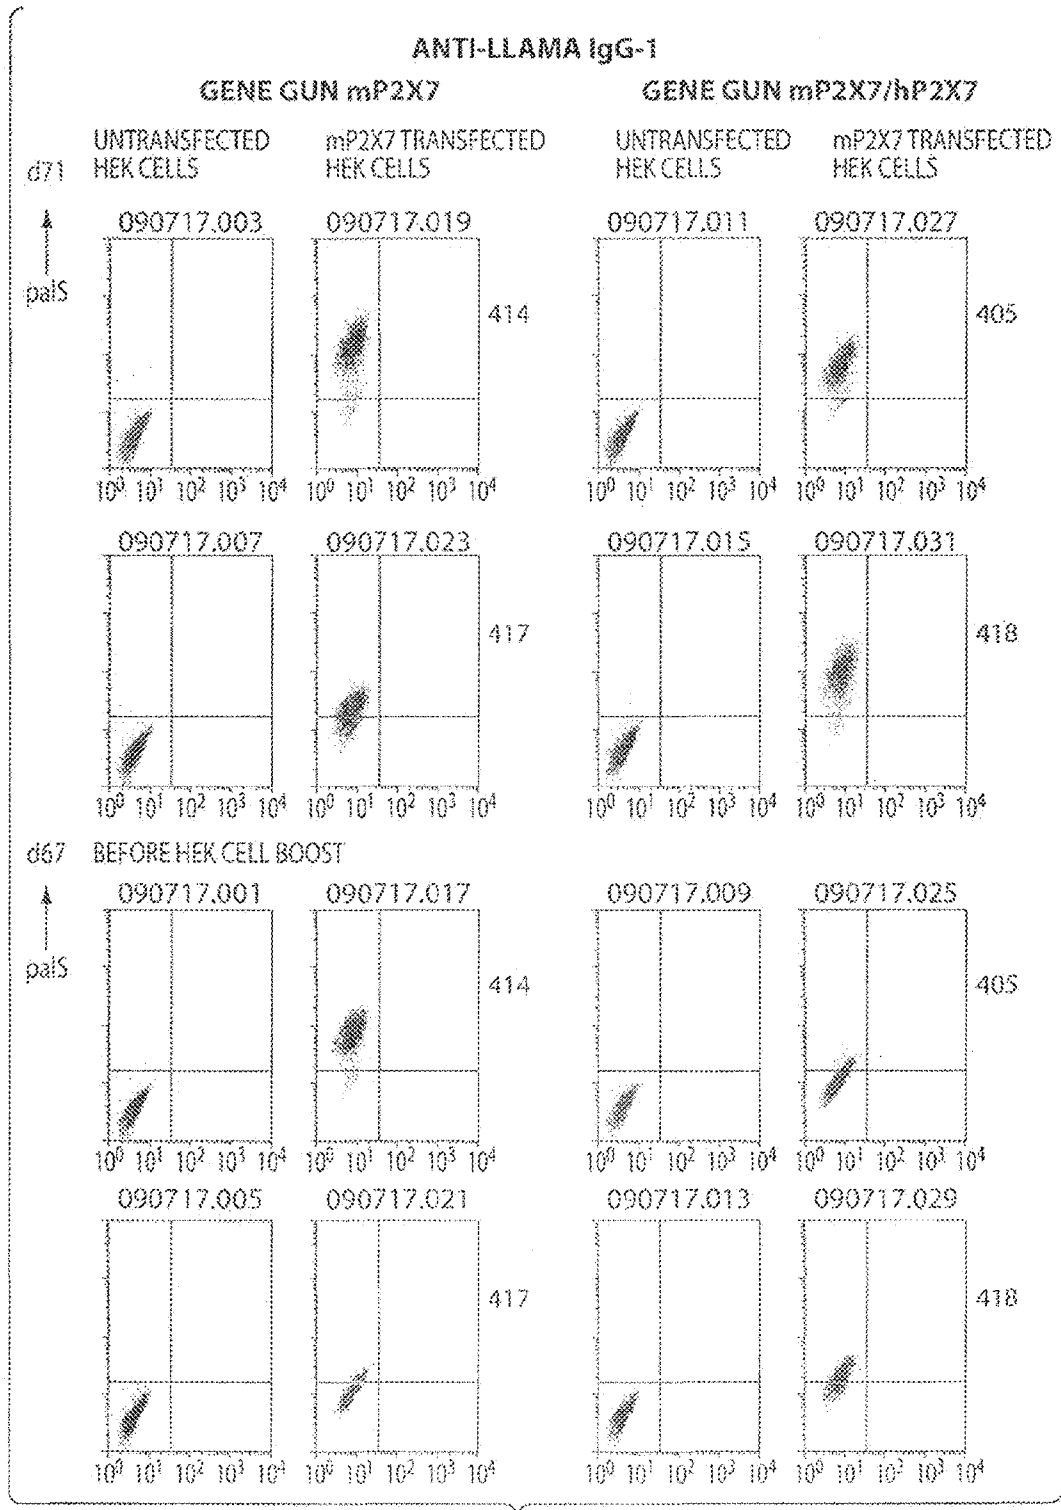 ANTI-LLAMA IgG-1
GENE GUN mP2X7 GENE GUN mP2X7/hP2X7
UNTRANSFECTED HEK CELLS mP2X7 TRANSFECTED HEK CELLS UNTRANSFECTED HEK CELLS mP2X7 TRANSFECTED HEK CELLS
d71
090717.003 090717.019 090717.011 090717.027
palS 414 405
10⁰ 10¹ 10² 10³ 10⁴ 10⁰ 10¹ 10² 10³ 10⁴ 10⁰ 10¹ 10² 10³ 10⁴ 10⁰ 10¹ 10² 10³ 10⁴
090717.007 090717.023 090717.015 090717.031
417 418
10⁰ 10¹ 10² 10³ 10⁴ 10⁰ 10¹ 10² 10³ 10⁴ 10⁰ 10¹ 10² 10³ 10⁴ 10⁰ 10¹ 10² 10³ 10⁴
d67 BEFORE HEK CELL BOOST
090717.001 090717.017 090717.009 090717.025
palS 414 405
10⁰ 10¹ 10² 10³ 10⁴ 10⁰ 10¹ 10² 10³ 10⁴ 10⁰ 10¹ 10² 10³ 10⁴ 10⁰ 10¹ 10² 10³ 10⁴
090717.005 090717.021 090717.013 090717.029
417 418
10⁰ 10¹ 10² 10³ 10⁴ 10⁰ 10¹ 10² 10³ 10⁴ 10⁰ 10¹ 10² 10³ 10⁴ 10⁰ 10¹ 10² 10³ 10⁴